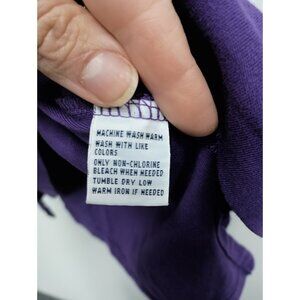 MACHINE WASH WARM
WASH WITH LIKE
COLORS
ONLY NON-CHLORINE
BLEACH WHEN NEEDED
TUMBLE DRY LOW
WARM IRON IF NEEDED